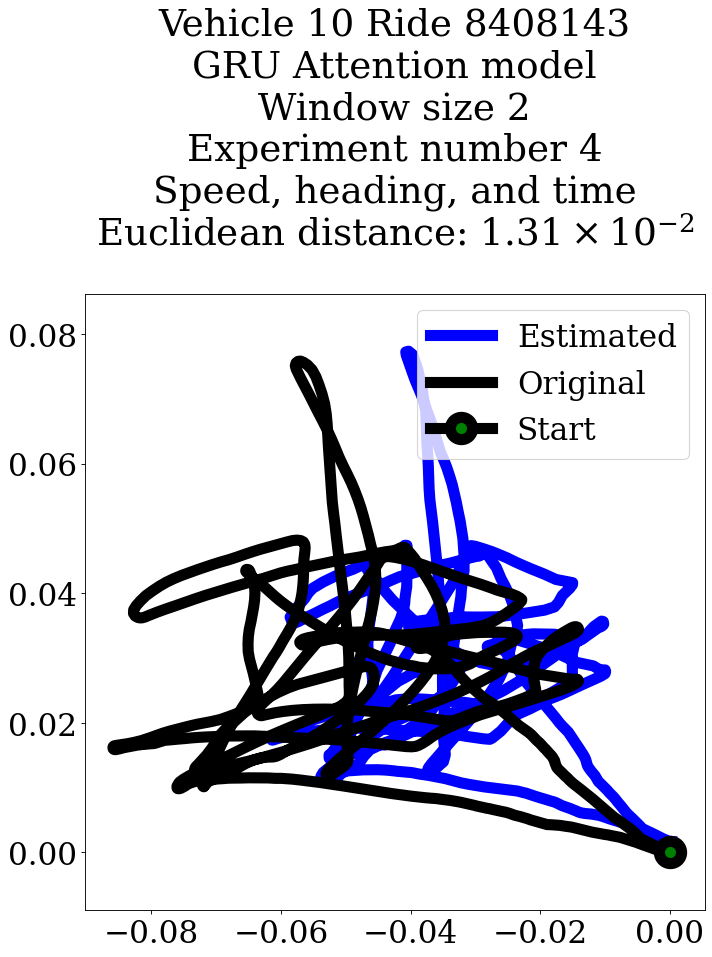 Vehicle 10 Ride 8408143
GRU Attention model
Window size 2
Experiment number 4
Speed, heading, and time
Euclidean distance: 1.31 × 10⁻²
Estimated
Original
Start
0.08
0.06
0.04
0.02
0.00
−0.08
−0.06
−0.04
−0.02
0.00